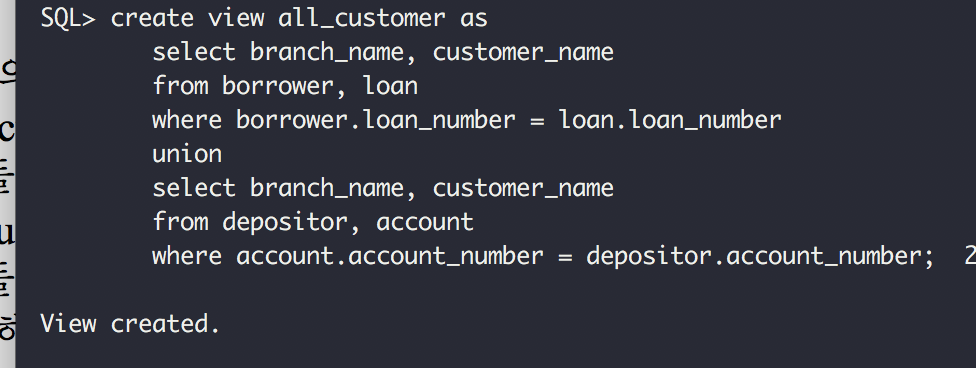 SQL> create view all_customer as
select branch_name, customer_name
from borrower, loan
where borrower.loan_number = loan.loan_number
union
select branch_name, customer_name
from depositor, account
where account.account_number = depositor.account_number;  2
View created.